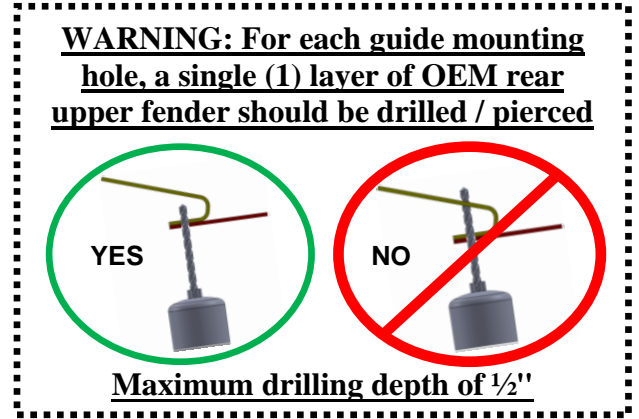 WARNING: For each guide mounting
hole, a single (1) layer of OEM rear
upper fender should be drilled / pierced
YES
NO
Maximum drilling depth of ½"